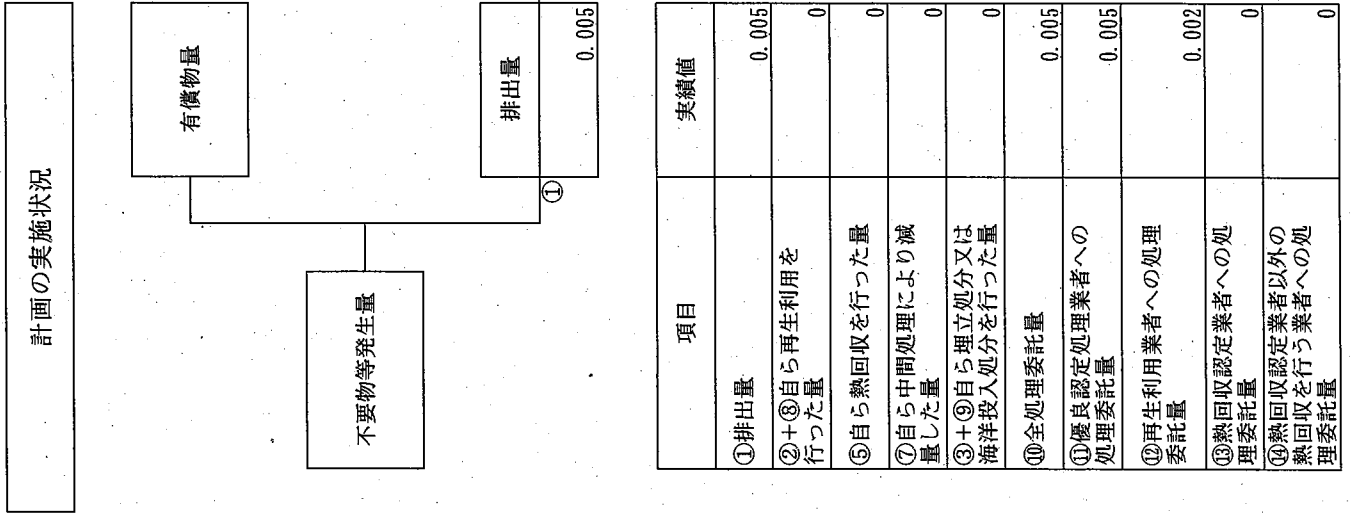 計画の実施状況
有償物量
不要物等発生量
排出量
①
0.005
項目
実績値
①排出量
0.005
②+⑧自ら再生利用を
行った量
0
⑤自ら熱回収を行った量
0
⑦自ら中間処理により減
量した量
0
③+⑨自ら埋立処分又は
海洋投入処分を行った量
0
⑩全処理委託量
0.005
⑪優良認定処理業者への
処理委託量
0.005
⑫再生利用業者への処理
委託量
0.002
⑬熱回収認定業者への処
理委託量
0
⑭熱回収認定業者以外の
熱回収を行う業者への処
理委託量
0